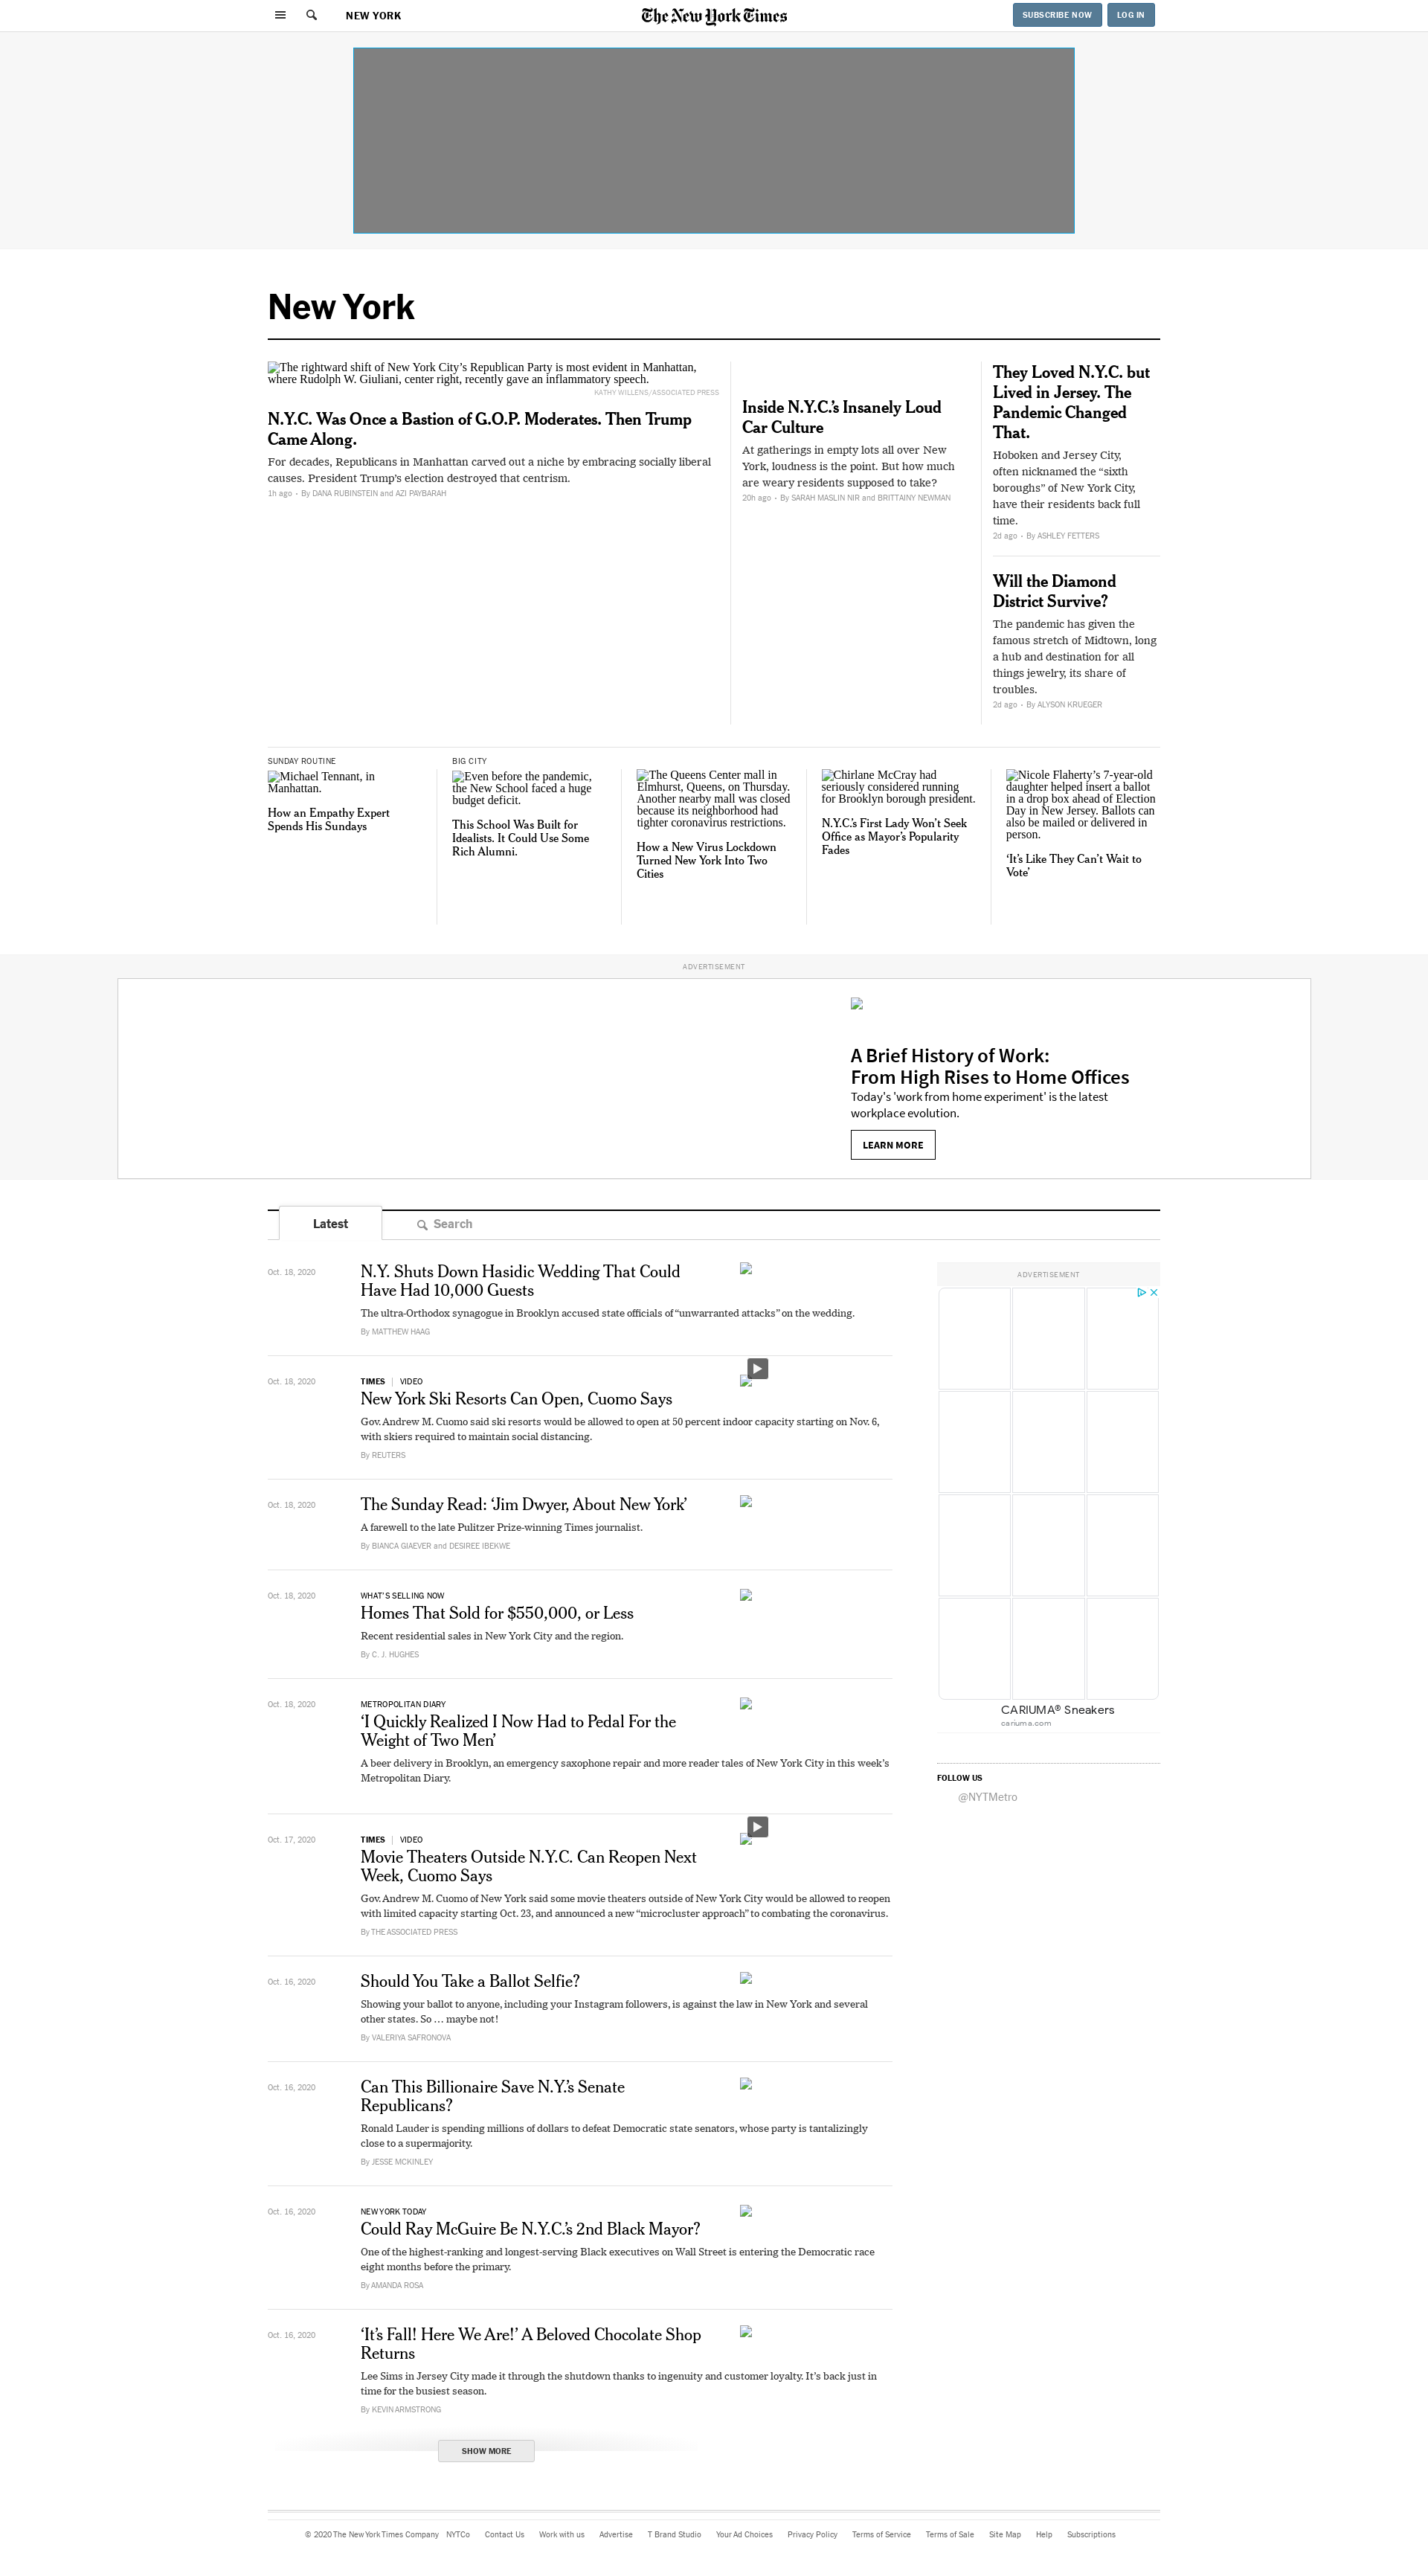 NEW YORK
The New York Times
SUBSCRIBE NOW
LOG IN
New York
The rightward shift of New York City’s Republican Party is most evident in Manhattan,
where Rudolph W. Giuliani, center right, recently gave an inflammatory speech.
KATHY WILLENS/ASSOCIATED PRESS
N.Y.C. Was Once a Bastion of G.O.P. Moderates. Then Trump
Came Along.
For decades, Republicans in Manhattan carved out a niche by embracing socially liberal
causes. President Trump’s election destroyed that centrism.
1h ago • By DANA RUBINSTEIN and AZI PAYBARAH
Inside N.Y.C.’s Insanely Loud
Car Culture
At gatherings in empty lots all over New
York, loudness is the point. But how much
are weary residents supposed to take?
20h ago • By SARAH MASLIN NIR and BRITTAINY NEWMAN
They Loved N.Y.C. but
Lived in Jersey. The
Pandemic Changed
That.
Hoboken and Jersey City,
often nicknamed the “sixth
boroughs” of New York City,
have their residents back full
time.
2d ago • By ASHLEY FETTERS
Will the Diamond
District Survive?
The pandemic has given the
famous stretch of Midtown, long
a hub and destination for all
things jewelry, its share of
troubles.
2d ago • By ALYSON KRUEGER
SUNDAY ROUTINE
Michael Tennant, in
Manhattan.
How an Empathy Expert
Spends His Sundays
BIG CITY
Even before the pandemic,
the New School faced a huge
budget deficit.
This School Was Built for
Idealists. It Could Use Some
Rich Alumni.
The Queens Center mall in
Elmhurst, Queens, on Thursday.
Another nearby mall was closed
because its neighborhood had
tighter coronavirus restrictions.
How a New Virus Lockdown
Turned New York Into Two
Cities
Chirlane McCray had
seriously considered running
for Brooklyn borough president.
N.Y.C.’s First Lady Won’t Seek
Office as Mayor’s Popularity
Fades
Nicole Flaherty’s 7-year-old
daughter helped insert a ballot
in a drop box ahead of Election
Day in New Jersey. Ballots can
also be mailed or delivered in
person.
‘It’s Like They Can’t Wait to
Vote’
ADVERTISEMENT
A Brief History of Work:
From High Rises to Home Offices
Today's 'work from home experiment' is the latest
workplace evolution.
LEARN MORE
Latest
Search
Oct. 18, 2020
N.Y. Shuts Down Hasidic Wedding That Could
Have Had 10,000 Guests
The ultra-Orthodox synagogue in Brooklyn accused state officials of “unwarranted attacks” on the wedding.
By MATTHEW HAAG
Oct. 18, 2020
TIMES | VIDEO
New York Ski Resorts Can Open, Cuomo Says
Gov. Andrew M. Cuomo said ski resorts would be allowed to open at 50 percent indoor capacity starting on Nov. 6,
with skiers required to maintain social distancing.
By REUTERS
Oct. 18, 2020
The Sunday Read: ‘Jim Dwyer, About New York’
A farewell to the late Pulitzer Prize-winning Times journalist.
By BIANCA GIAEVER and DESIREE IBEKWE
Oct. 18, 2020
WHAT'S SELLING NOW
Homes That Sold for $550,000, or Less
Recent residential sales in New York City and the region.
By C. J. HUGHES
Oct. 18, 2020
METROPOLITAN DIARY
‘I Quickly Realized I Now Had to Pedal For the
Weight of Two Men’
A beer delivery in Brooklyn, an emergency saxophone repair and more reader tales of New York City in this week’s
Metropolitan Diary.
Oct. 17, 2020
TIMES | VIDEO
Movie Theaters Outside N.Y.C. Can Reopen Next
Week, Cuomo Says
Gov. Andrew M. Cuomo of New York said some movie theaters outside of New York City would be allowed to reopen
with limited capacity starting Oct. 23, and announced a new “microcluster approach” to combating the coronavirus.
By THE ASSOCIATED PRESS
Oct. 16, 2020
Should You Take a Ballot Selfie?
Showing your ballot to anyone, including your Instagram followers, is against the law in New York and several
other states. So … maybe not!
By VALERIYA SAFRONOVA
Oct. 16, 2020
Can This Billionaire Save N.Y.’s Senate
Republicans?
Ronald Lauder is spending millions of dollars to defeat Democratic state senators, whose party is tantalizingly
close to a supermajority.
By JESSE MCKINLEY
Oct. 16, 2020
NEW YORK TODAY
Could Ray McGuire Be N.Y.C.’s 2nd Black Mayor?
One of the highest-ranking and longest-serving Black executives on Wall Street is entering the Democratic race
eight months before the primary.
By AMANDA ROSA
Oct. 16, 2020
‘It’s Fall! Here We Are!’ A Beloved Chocolate Shop
Returns
Lee Sims in Jersey City made it through the shutdown thanks to ingenuity and customer loyalty. It’s back just in
time for the busiest season.
By KEVIN ARMSTRONG
SHOW MORE
ADVERTISEMENT
CARIUMA® Sneakers
cariuma.com
FOLLOW US
@NYTMetro
© 2020 The New York Times Company NYTCo Contact Us Work with us Advertise T Brand Studio Your Ad Choices Privacy Policy Terms of Service Terms of Sale Site Map Help Subscriptions